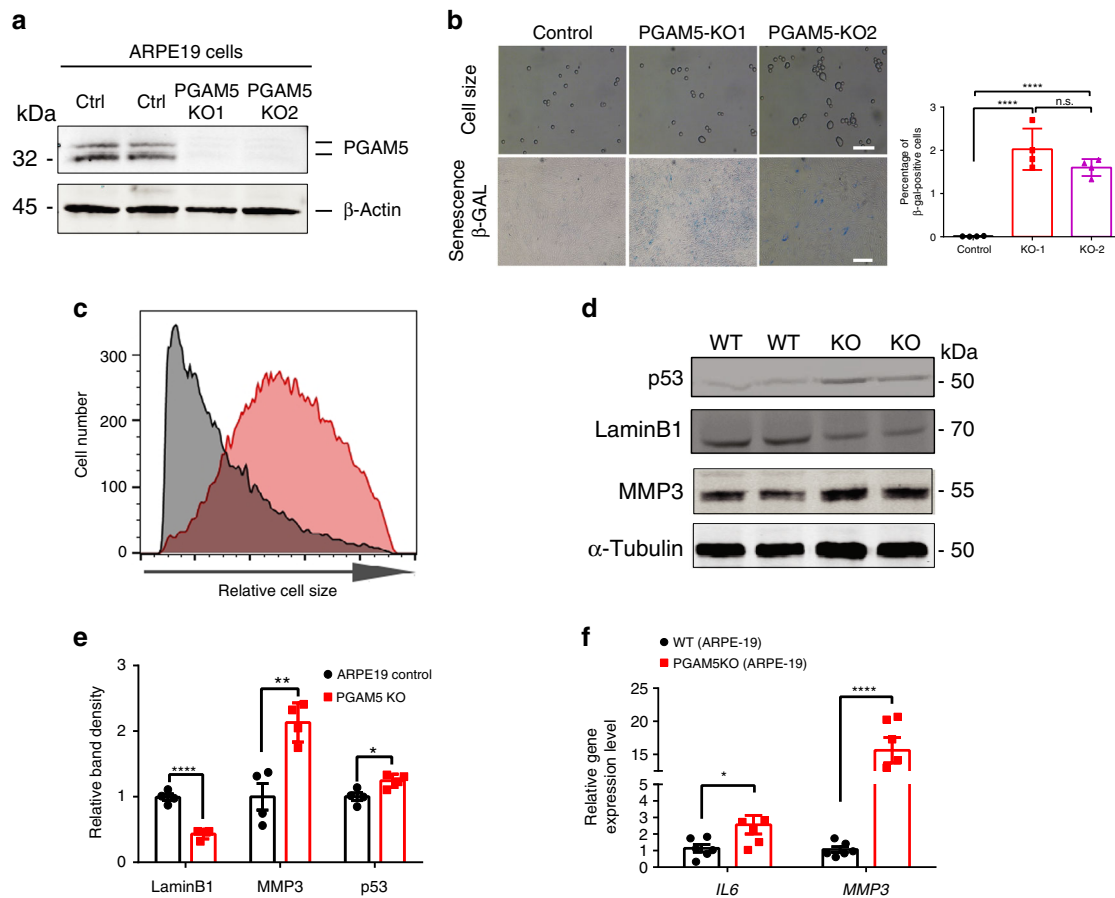 a
ARPE19 cells
kDa
Ctrl
Ctrl
PGAM5 KO1
PGAM5 KO2
32 -
PGAM5
45 -
β-Actin
b
Control
PGAM5-KO1
PGAM5-KO2
Cell size
Senescence
β-GAL
Percentage of
β-gal-positive cells
3
2
1
0
****
****
n.s.
Control
KO-1
KO-2
c
Cell number
300
200
100
0
Relative cell size
d
WT
WT
KO
KO
kDa
p53
- 50
LaminB1
- 70
MMP3
- 55
α-Tubulin
- 50
e
Relative band density
3
2
1
0
ARPE19 control
PGAM5 KO
****
**
*
LaminB1
MMP3
p53
f
WT (ARPE-19)
PGAM5KO (ARPE-19)
Relative gene
expression level
25
20
15
10
5
4
3
2
1
0
*
****
IL6
MMP3